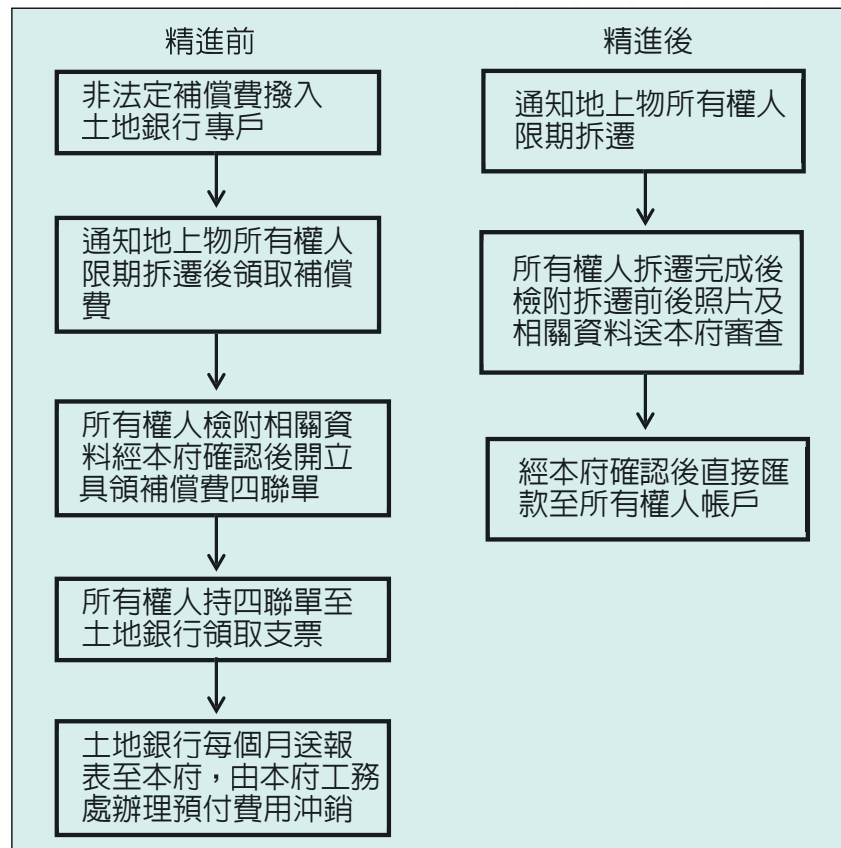 精進前
非法定補償費撥入
土地銀行專戶
通知地上物所有權人
限期拆遷後領取補償
費
所有權人檢附相關資
料經本府確認後開立
具領補償費四聯單
所有權人持四聯單至
土地銀行領取支票
土地銀行每個月送報
表至本府，由本府工務
處辦理預付費用沖銷
精進後
通知地上物所有權人
限期拆遷
所有權人拆遷完成後
檢附拆遷前後照片及
相關資料送本府審查
經本府確認後直接匯
款至所有權人帳戶